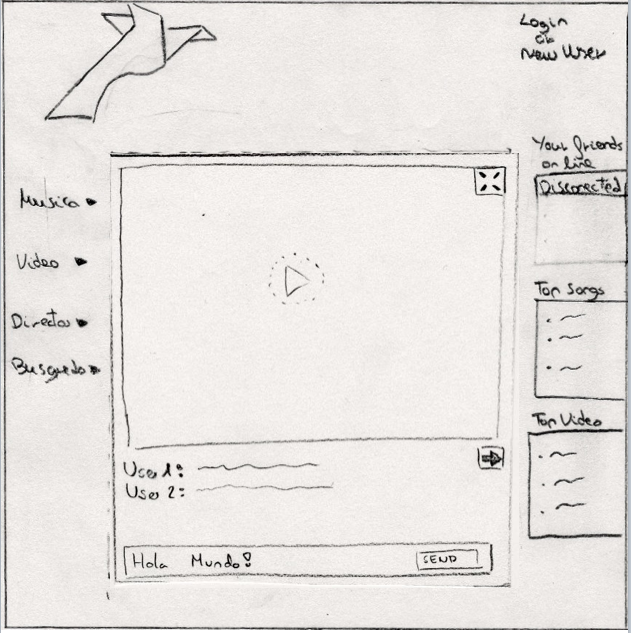 Login
or
New User
Your friends
on line
Disconected
Musica
Video
Directo
Busqueda
Top Songs
Top Video
User 1:
User 2:
Hola Mundo!
SEND